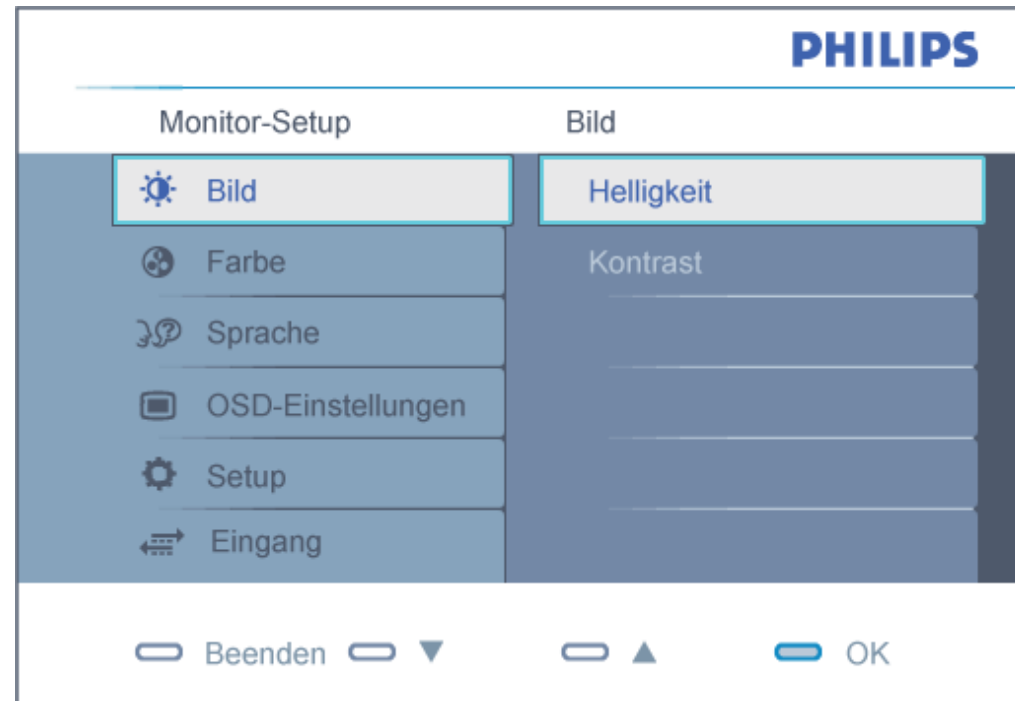 PHILIPS
Monitor-Setup Bild
Bild Helligkeit
Farbe Kontrast
Sprache
OSD-Einstellungen
Setup
Eingang
Beenden ▼ ▲ OK